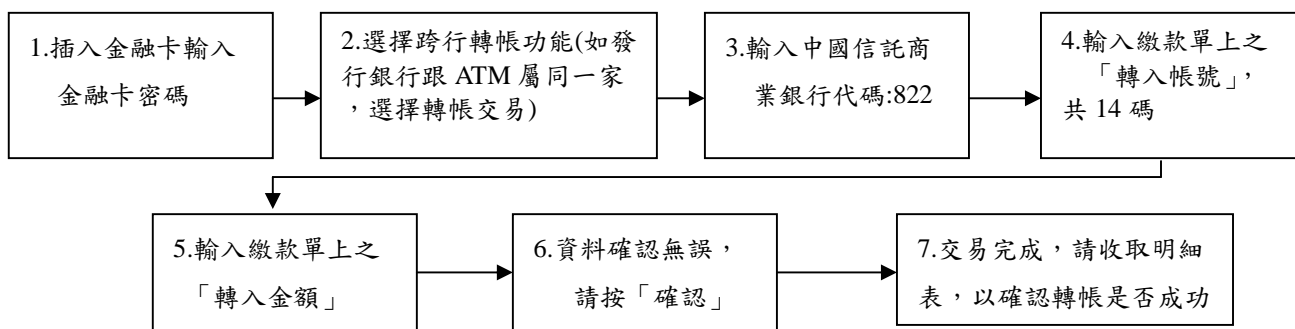 1.插入金融卡輸入
金融卡密碼
2.選擇跨行轉帳功能(如發
行銀行跟 ATM 屬同一家
，選擇轉帳交易)
3.輸入中國信託商
業銀行代碼:822
4.輸入繳款單上之
「轉入帳號」，
共 14 碼
5.輸入繳款單上之
「轉入金額」
6.資料確認無誤，
請按「確認」
7.交易完成，請收取明細
表，以確認轉帳是否成功